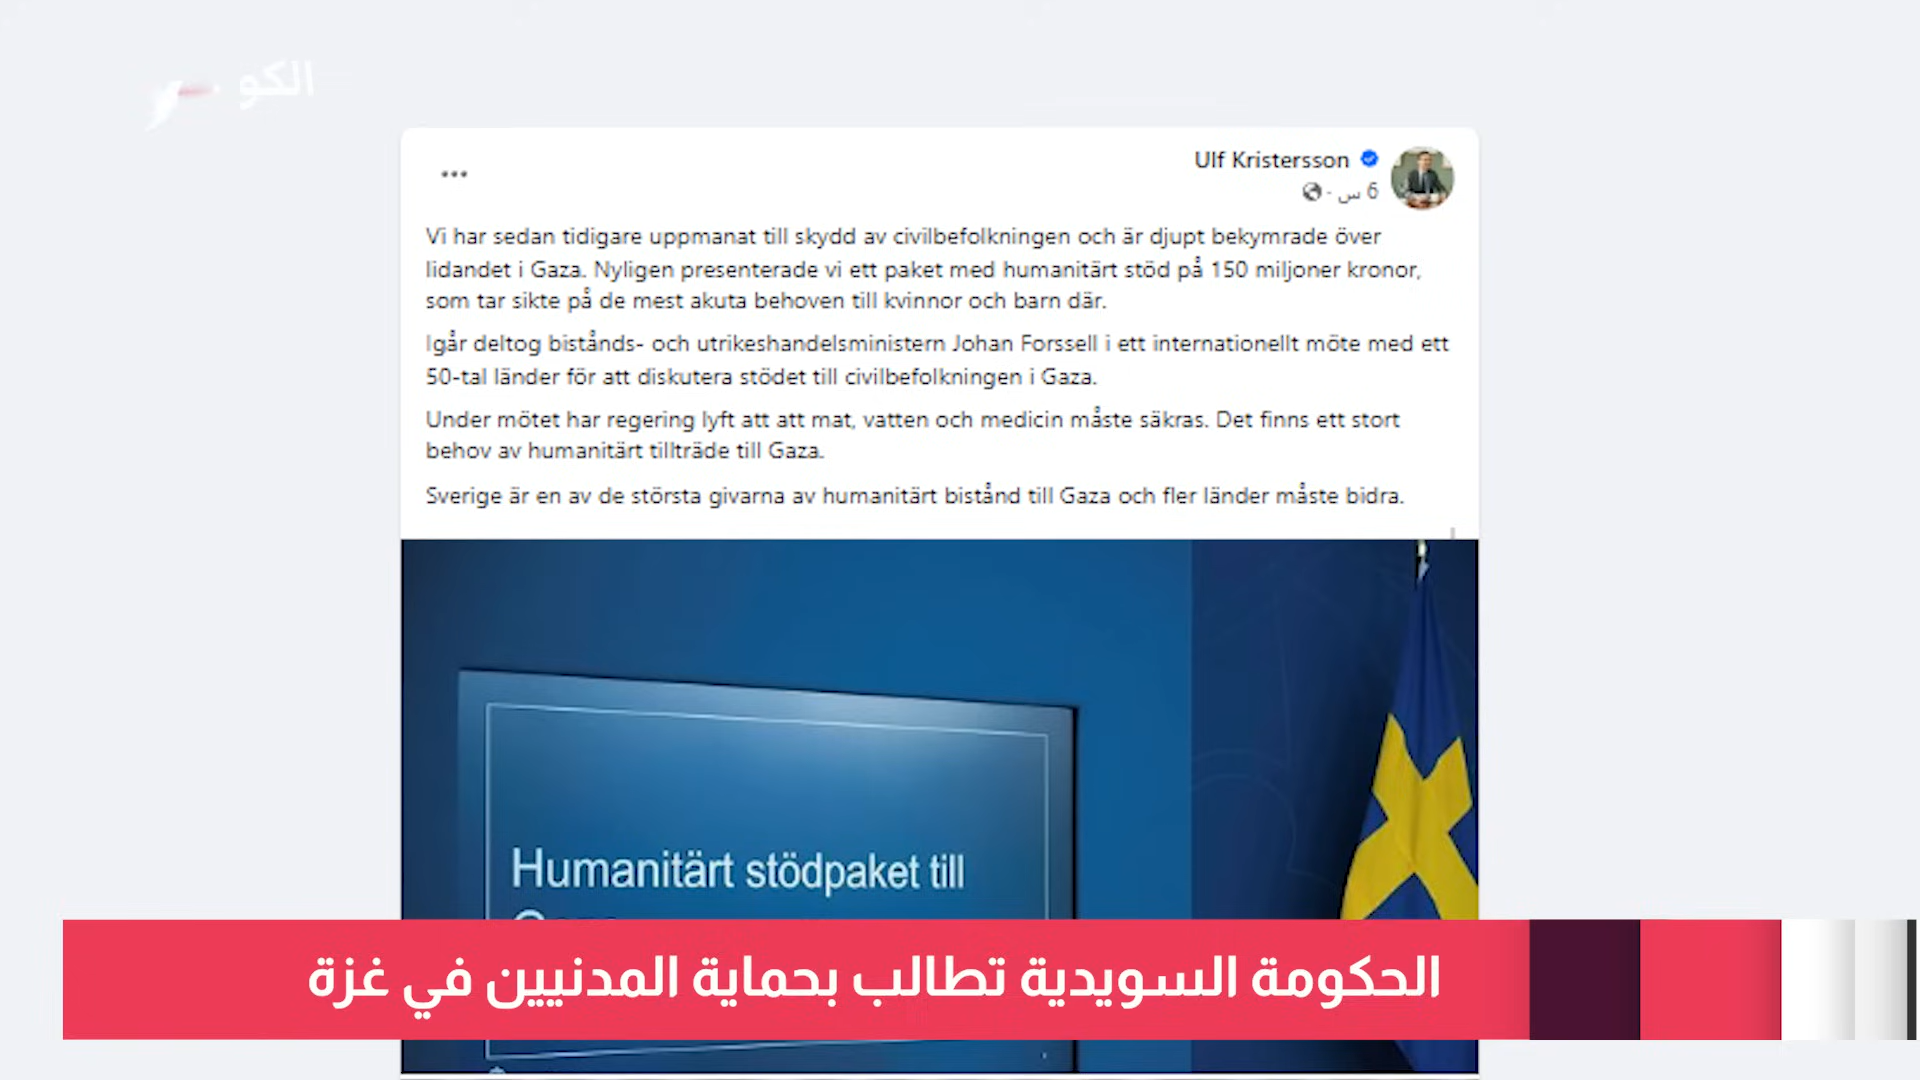 الكو
Ulf Kristersson
6 س ·
Vi har sedan tidigare uppmanat till skydd av civilbefolkningen och är djupt bekymrade över
lidandet i Gaza. Nyligen presenterade vi ett paket med humanitärt stöd på 150 miljoner kronor,
som tar sikte på de mest akuta behoven till kvinnor och barn där.
Igår deltog bistånds- och utrikeshandelsministern Johan Forssell i ett internationellt möte med ett
50-tal länder för att diskutera stödet till civilbefolkningen i Gaza.
Under mötet har regering lyft att att mat, vatten och medicin måste säkras. Det finns ett stort
behov av humanitärt tillträde till Gaza.
Sverige är en av de största givarna av humanitärt bistånd till Gaza och fler länder måste bidra.
Humanitärt stödpaket till
الحكومة السويدية تطالب بحماية المدنيين في غزة